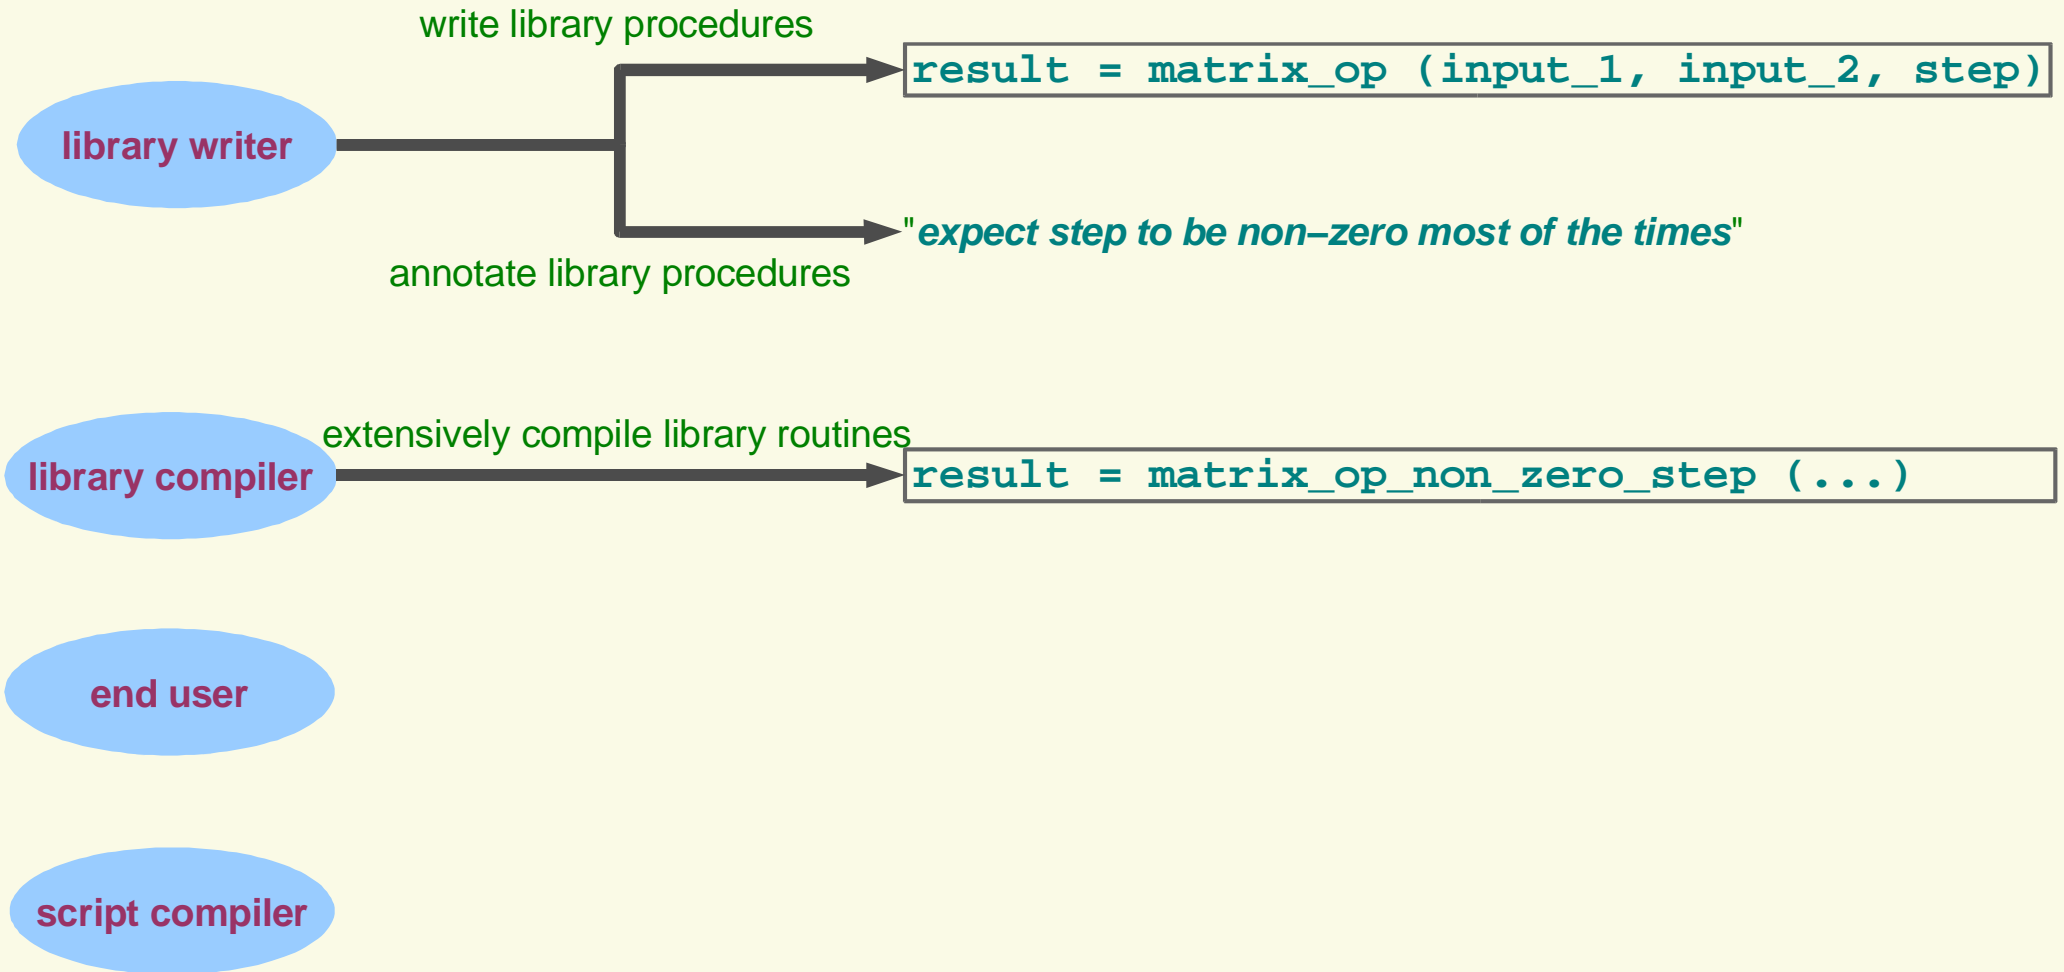 write library procedures
result = matrix_op (input_1, input_2, step)
library writer
"expect step to be non–zero most of the times"
annotate library procedures
extensively compile library routines
library compiler
result = matrix_op_non_zero_step (...)
end user
script compiler